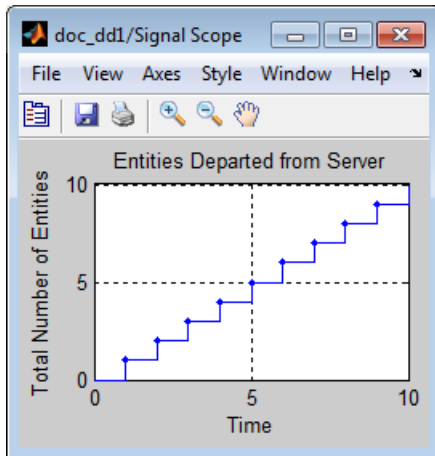 doc_dd1/Signal Scope
File View Axes Style Window Help
Entities Departed from Server
Total Number of Entities
10
5
0
0 5 10
Time